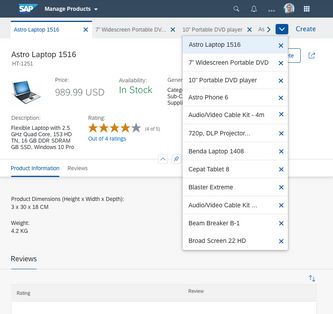 SAP Manage Products
Astro Laptop 1516
7" Widescreen Portable DV...
10" Portable DVD player
As
Create
Astro Laptop 1516
HT-1251
Price:
989.99 USD
Availability:
In Stock
Description:
Flexible Laptop with 2.5
GHz Quad Core, 153 HD
TN, 16 GB DDR SDRAM
GB SSD, Windows 10 Pro
Rating:
(4 of 5)
Out of 4 ratings
Astro Laptop 1516
7" Widescreen Portable DVD
10" Portable DVD player
Astro Phone 6
Audio/Video Cable Kit - 4m
720p, DLP Projector...
Benda Laptop 1408
Cepat Tablet 8
Blaster Extreme
Audio/Video Cable Kit ...
Beam Breaker B-1
Broad Screen 22 HD
Product Information
Reviews
Product Dimensions (Height x Width x Depth):
3 x 30 x 18 CM
Weight:
4.2 KG
Reviews
Rating
Review